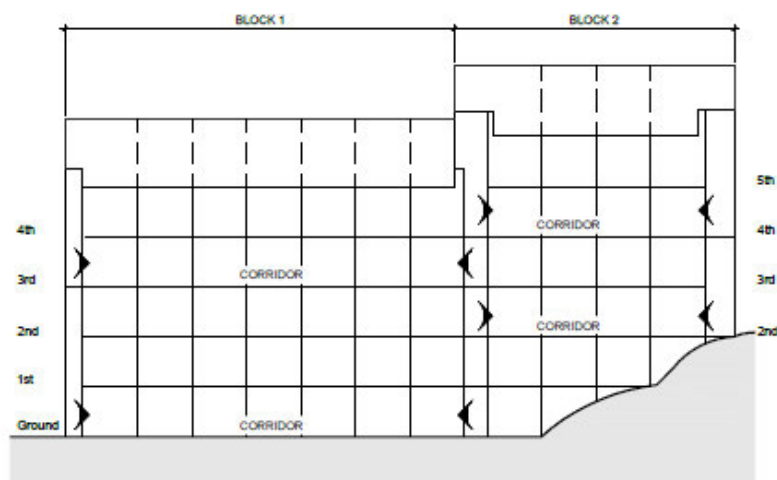 BLOCK 1 BLOCK 2
5th
CORRIDOR
4th 4th
CORRIDOR
3rd 3rd
CORRIDOR
2nd 2nd
1st
Ground CORRIDOR